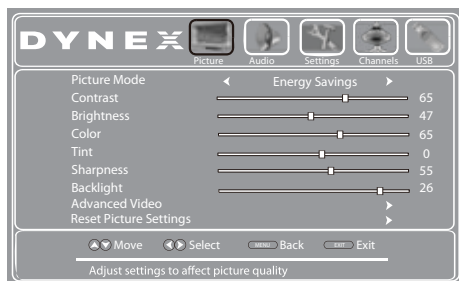 DYNEX
Picture Audio Settings Channels USB
Picture Mode Energy Savings
Contrast 65
Brightness 47
Color 65
Tint 0
Sharpness 55
Backlight 26
Advanced Video
Reset Picture Settings
Move Select MENU Back EXIT Exit
Adjust settings to affect picture quality